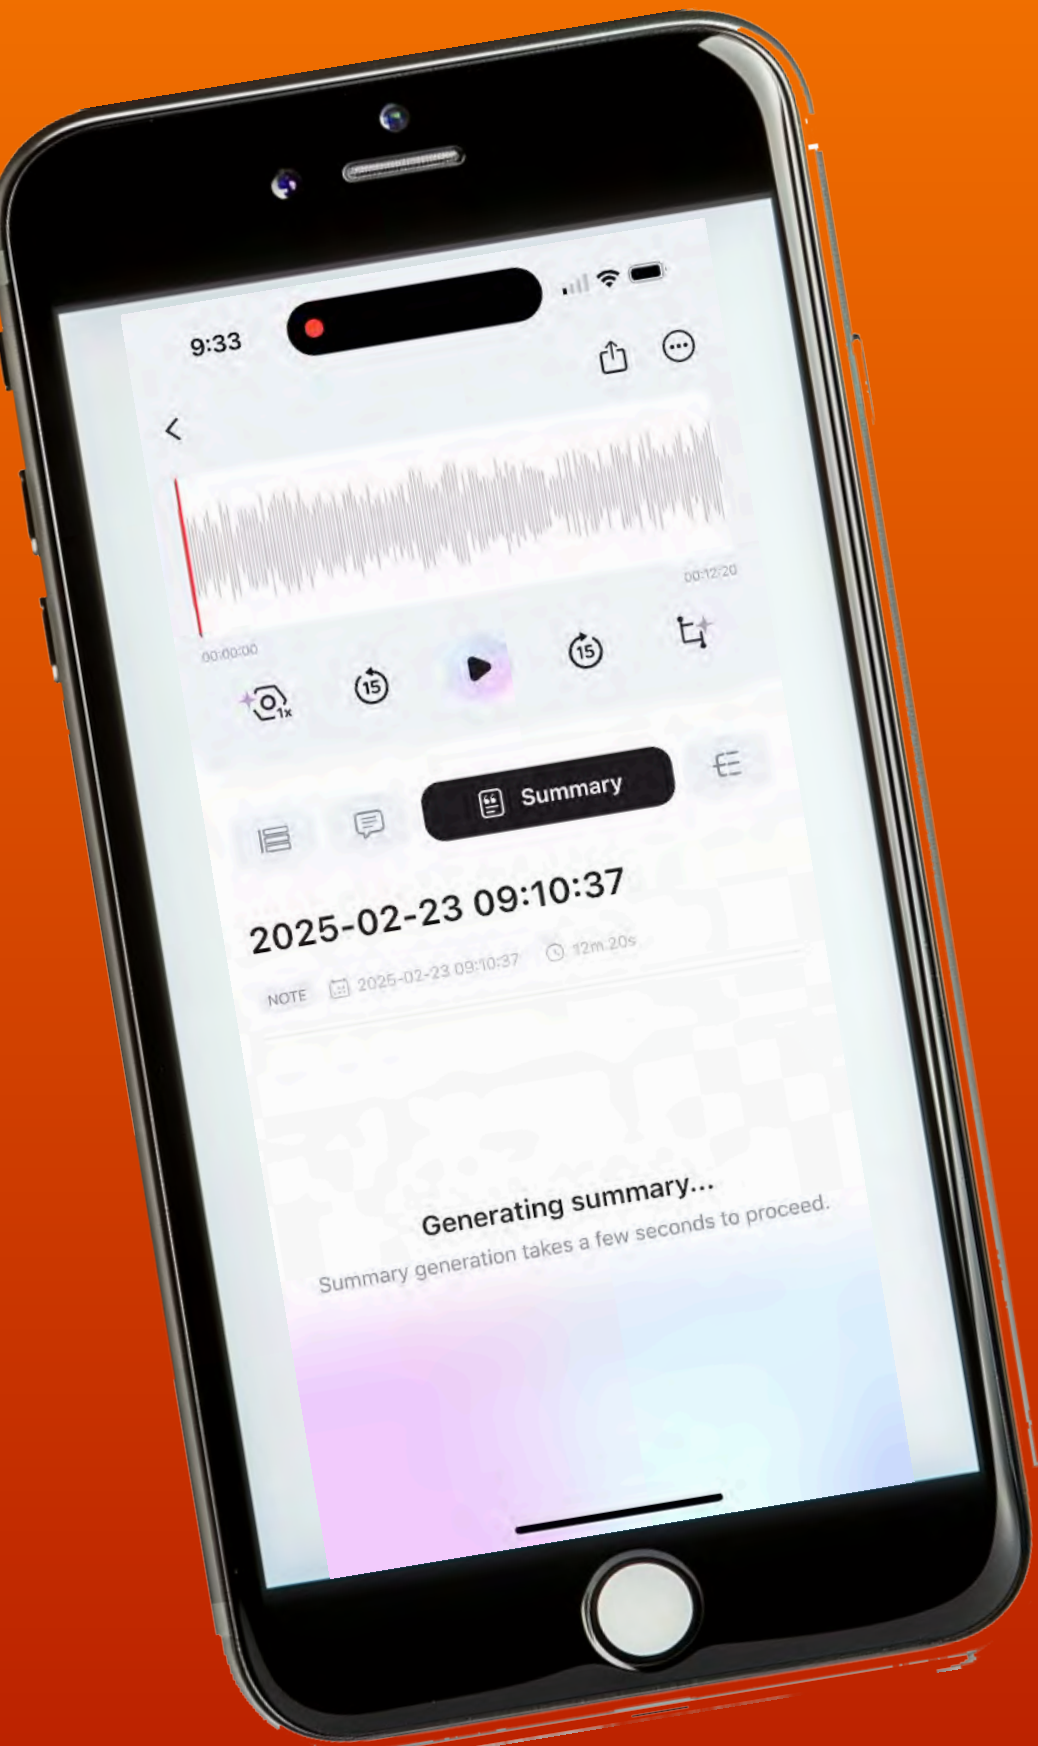 9:33
00:00:00
00:12:20
1x
15
15
Summary
2025-02-23 09:10:37
NOTE 2025-02-23 09:10:37 12m 20s
Generating summary...
Summary generation takes a few seconds to proceed.